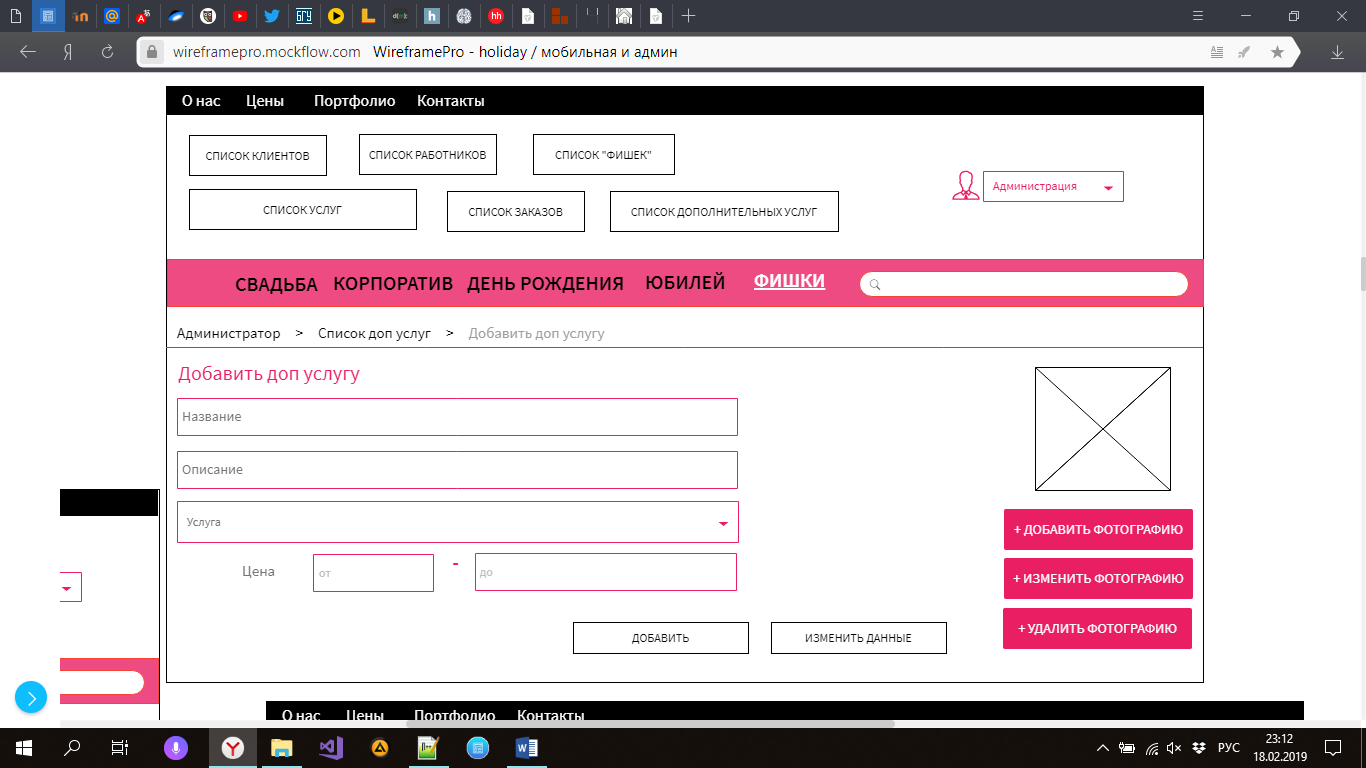 wireframepro.mockflow.com WireframePro - holiday / мобильная и админ
О нас Цены Портфолио Контакты
СПИСОК КЛИЕНТОВ СПИСОК РАБОТНИКОВ СПИСОК "ФИШЕК"
Администрация
СПИСОК УСЛУГ СПИСОК ЗАКАЗОВ СПИСОК ДОПОЛНИТЕЛЬНЫХ УСЛУГ
СВАДЬБА КОРПОРАТИВ ДЕНЬ РОЖДЕНИЯ ЮБИЛЕЙ ФИШКИ
Администратор > Список доп услуг > Добавить доп услугу
Добавить доп услугу
Название
Описание
Услуга
Цена от - до
+ ДОБАВИТЬ ФОТОГРАФИЮ
+ ИЗМЕНИТЬ ФОТОГРАФИЮ
+ УДАЛИТЬ ФОТОГРАФИЮ
ДОБАВИТЬ ИЗМЕНИТЬ ДАННЫЕ
О нас Цены Портфолио Контакты
РУС
23:12
18.02.2019